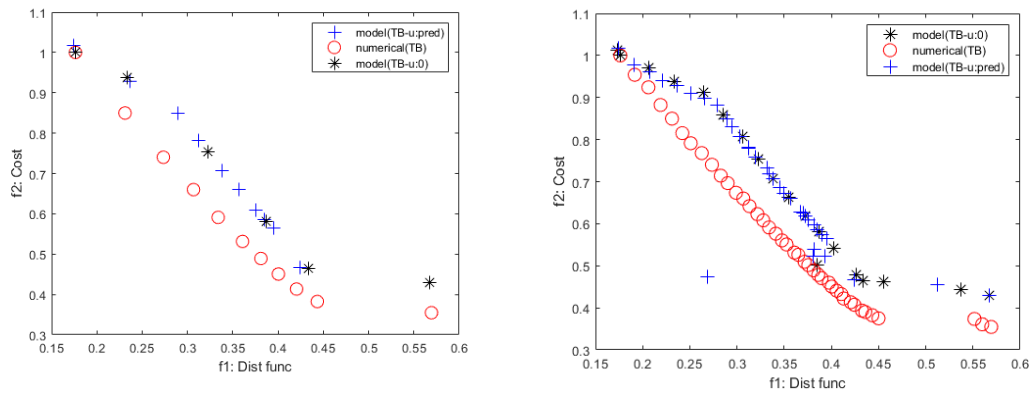 model(TB-u:pred)
numerical(TB)
model(TB-u:0)
f2: Cost
1.1
1
0.9
0.8
0.7
0.6
0.5
0.4
0.3
0.15 0.2 0.25 0.3 0.35 0.4 0.45 0.5 0.55 0.6
f1: Dist func
model(TB-u:0)
numerical(TB)
model(TB-u:pred)
f2: Cost
1.1
1
0.9
0.8
0.7
0.6
0.5
0.4
0.3
0.15 0.2 0.25 0.3 0.35 0.4 0.45 0.5 0.55 0.6
f1: Dist func